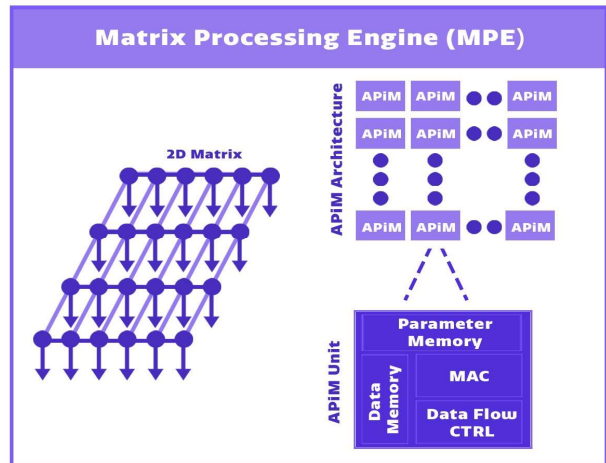 Matrix Processing Engine (MPE)
2D Matrix
APiM Architecture
APiM APiM APiM
APiM APiM APiM
APiM APiM APiM
APiM Unit
Parameter
Memory
Data
Memory
MAC
Data Flow
CTRL